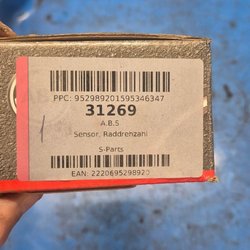 PPC: 952989201595346347
31269
A.B.S.
Sensor, Raddrenzahl
S-Parts
EAN: 2220695298920